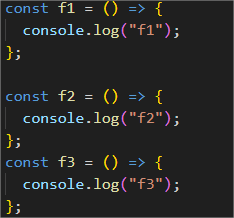 const f1 = () => {
  console.log("f1");
};

const f2 = () => {
  console.log("f2");
};
const f3 = () => {
  console.log("f3");
};